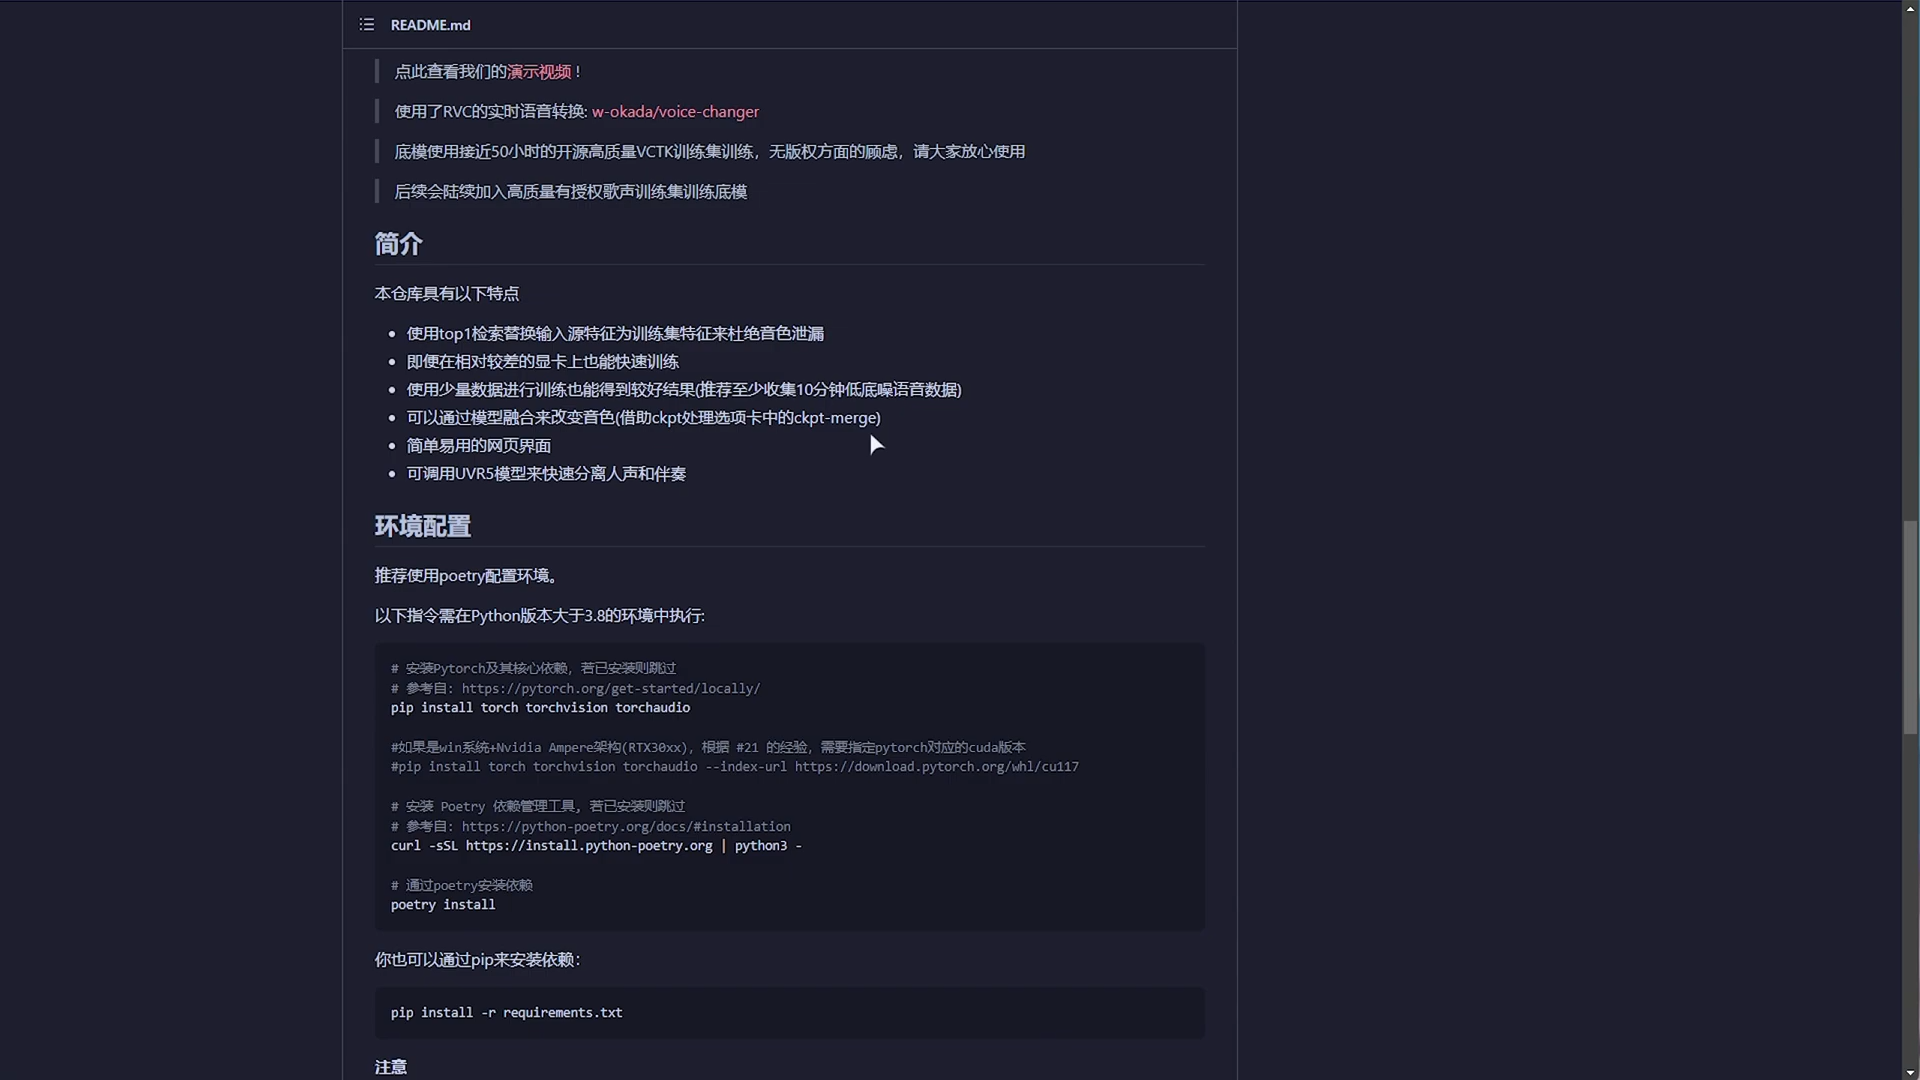 README.md
点此查看我们的演示视频 !
使用了RVC的实时语音转换: w-okada/voice-changer
底模使用接近50小时的开源高质量VCTK训练集训练，无版权方面的顾虑，请大家放心使用
后续会陆续加入高质量有授权歌声训练集训练底模
简介
本仓库具有以下特点
使用top1检索替换输入源特征为训练集特征来杜绝音色泄漏
即便在相对较差的显卡上也能快速训练
使用少量数据进行训练也能得到较好结果(推荐至少收集10分钟低底噪语音数据)
可以通过模型融合来改变音色(借助ckpt处理选项卡中的ckpt-merge)
简单易用的网页界面
可调用UVR5模型来快速分离人声和伴奏
环境配置
推荐使用poetry配置环境。
以下指令需在Python版本大于3.8的环境中执行:
# 安装Pytorch及其核心依赖，若已安装则跳过
# 参考自: https://pytorch.org/get-started/locally/
pip install torch torchvision torchaudio
#如果是win系统+Nvidia Ampere架构(RTX30xx)，根据 #21 的经验，需要指定pytorch对应的cuda版本
#pip install torch torchvision torchaudio --index-url https://download.pytorch.org/whl/cu117
# 安装 Poetry 依赖管理工具, 若已安装则跳过
# 参考自: https://python-poetry.org/docs/#installation
curl -sSL https://install.python-poetry.org | python3 -
# 通过poetry安装依赖
poetry install
你也可以通过pip来安装依赖：
pip install -r requirements.txt
注意